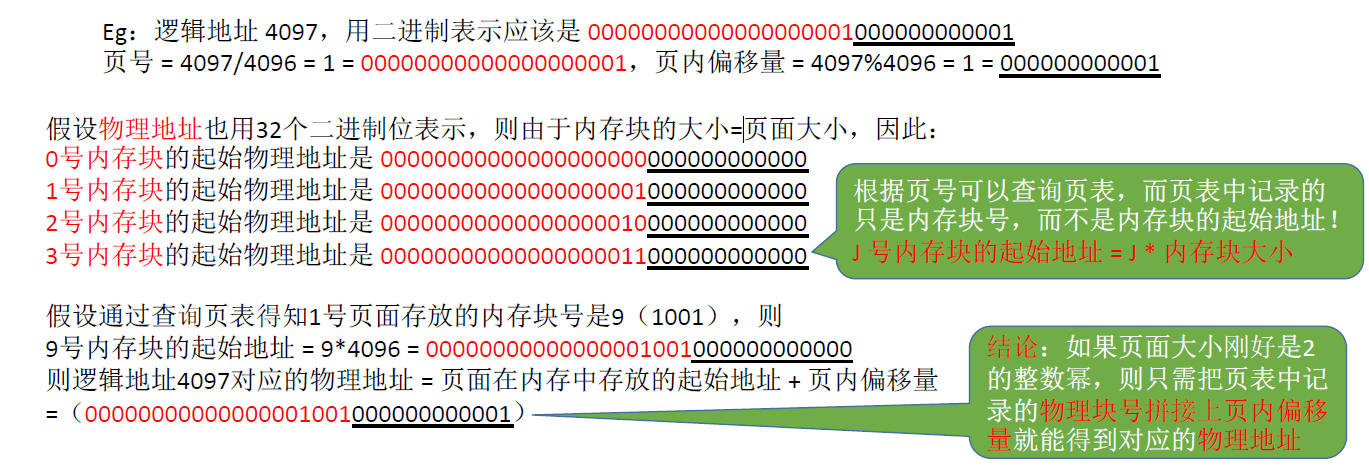 Eg：逻辑地址 4097，用二进制表示应该是 00000000000000000001000000000001
页号 = 4097/4096 = 1 = 00000000000000000001，页内偏移量 = 4097%4096 = 1 = 000000000001
假设物理地址也用32个二进制位表示，则由于内存块的大小=页面大小，因此：
0号内存块的起始物理地址是 00000000000000000000000000000000
1号内存块的起始物理地址是 00000000000000000001000000000000
2号内存块的起始物理地址是 00000000000000000010000000000000
3号内存块的起始物理地址是 00000000000000000011000000000000
根据页号可以查询页表，而页表中记录的
只是内存块号，而不是内存块的起始地址！
J 号内存块的起始地址 = J * 内存块大小
假设通过查询页表得知1号页面存放的内存块号是9（1001），则
9号内存块的起始地址 = 9*4096 = 00000000000000001001000000000000
则逻辑地址4097对应的物理地址 = 页面在内存中存放的起始地址 + 页内偏移量
=（00000000000000001001000000000001）
结论：如果页面大小刚好是2
的整数幂，则只需把页表中记
录的物理块号拼接上页内偏移
量就能得到对应的物理地址